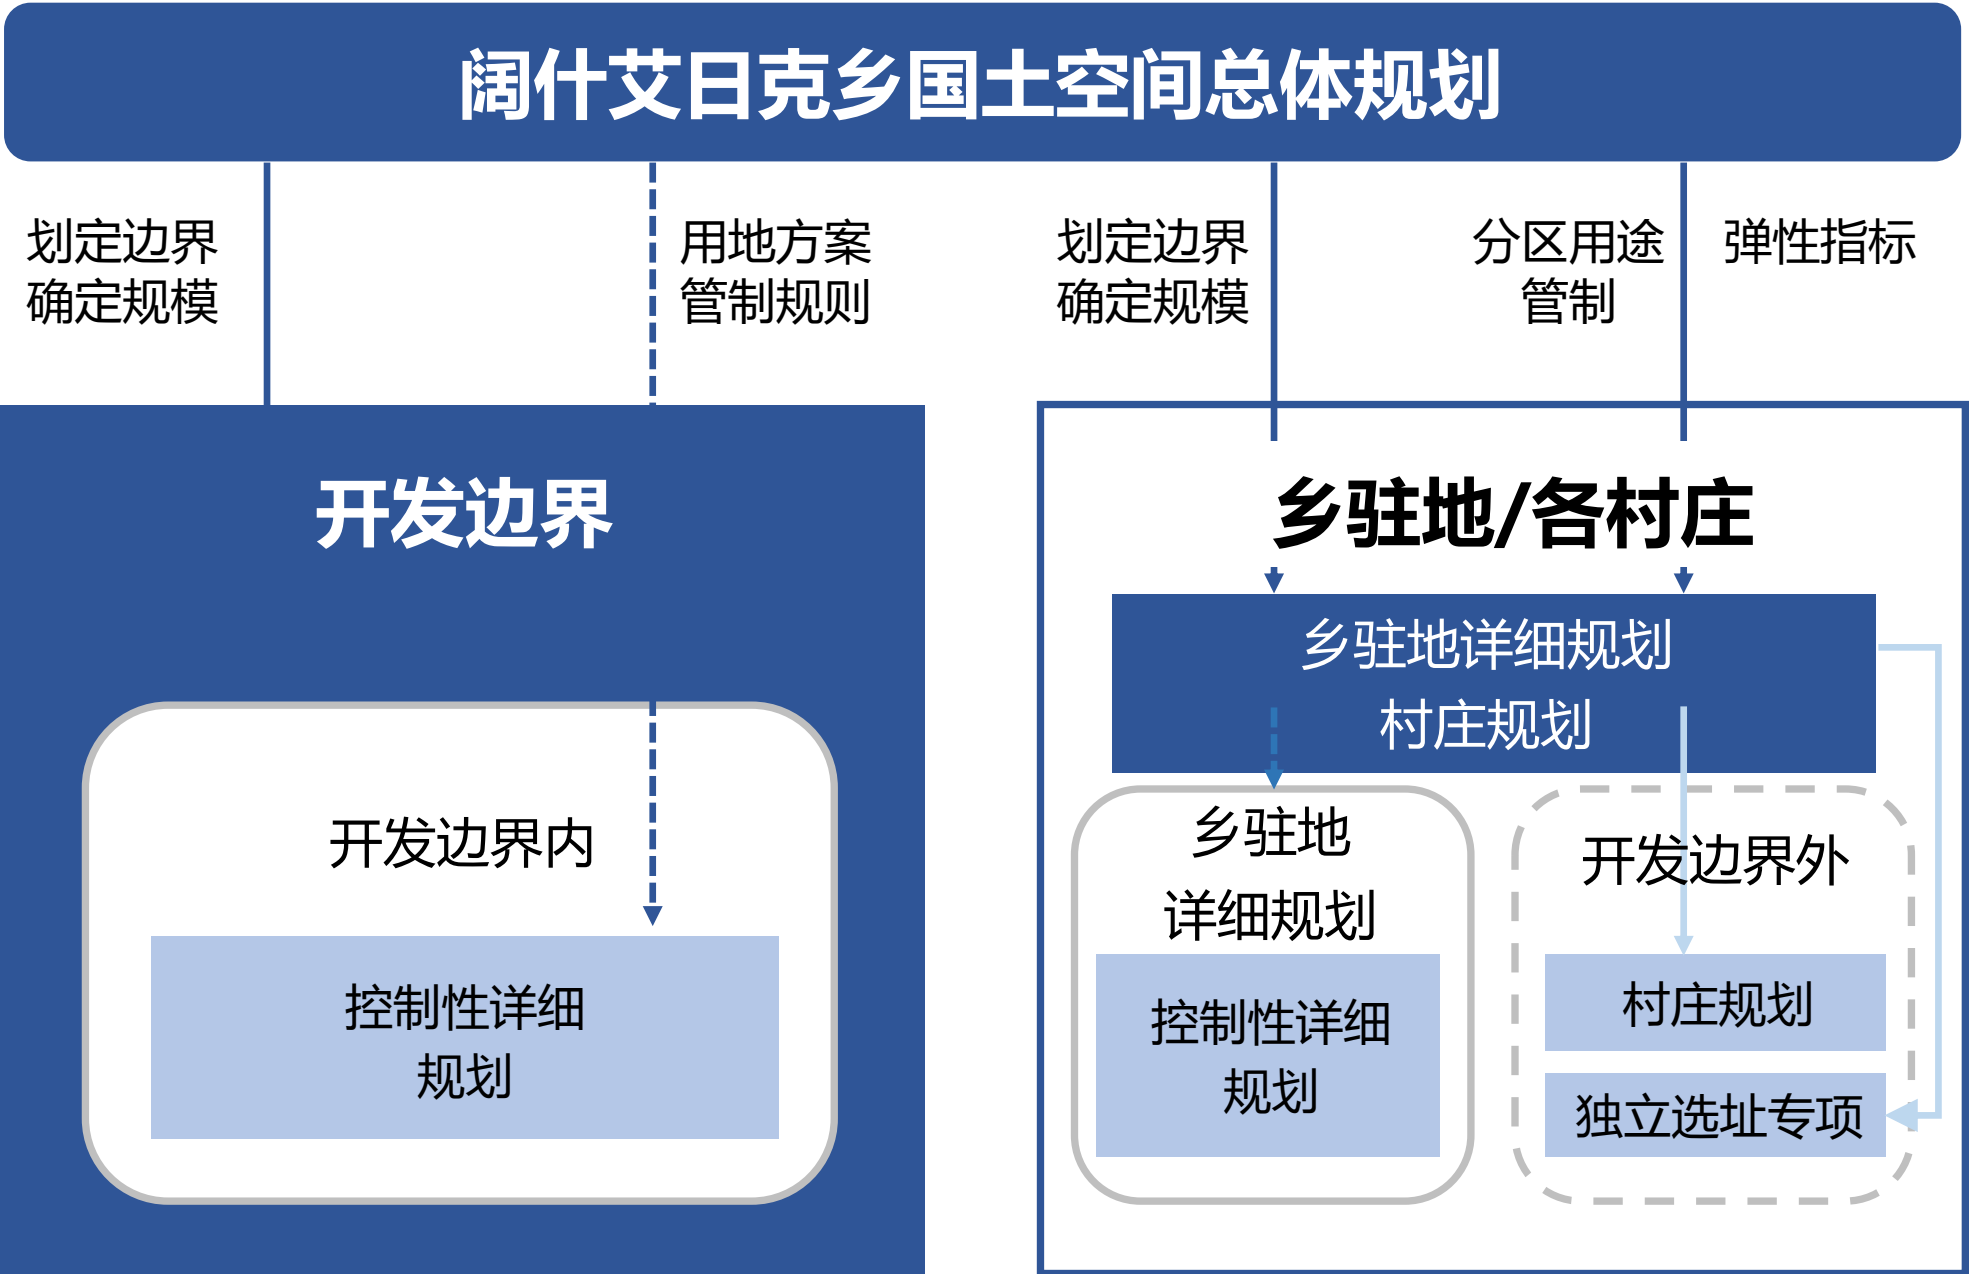 阔什艾日克乡国土空间总体规划
划定边界
确定规模
用地方案
管制规则
划定边界
确定规模
分区用途
管制
弹性指标
开发边界
开发边界内
控制性详细
规划
乡驻地/各村庄
乡驻地详细规划
村庄规划
乡驻地
详细规划
控制性详细
规划
开发边界外
村庄规划
独立选址专项